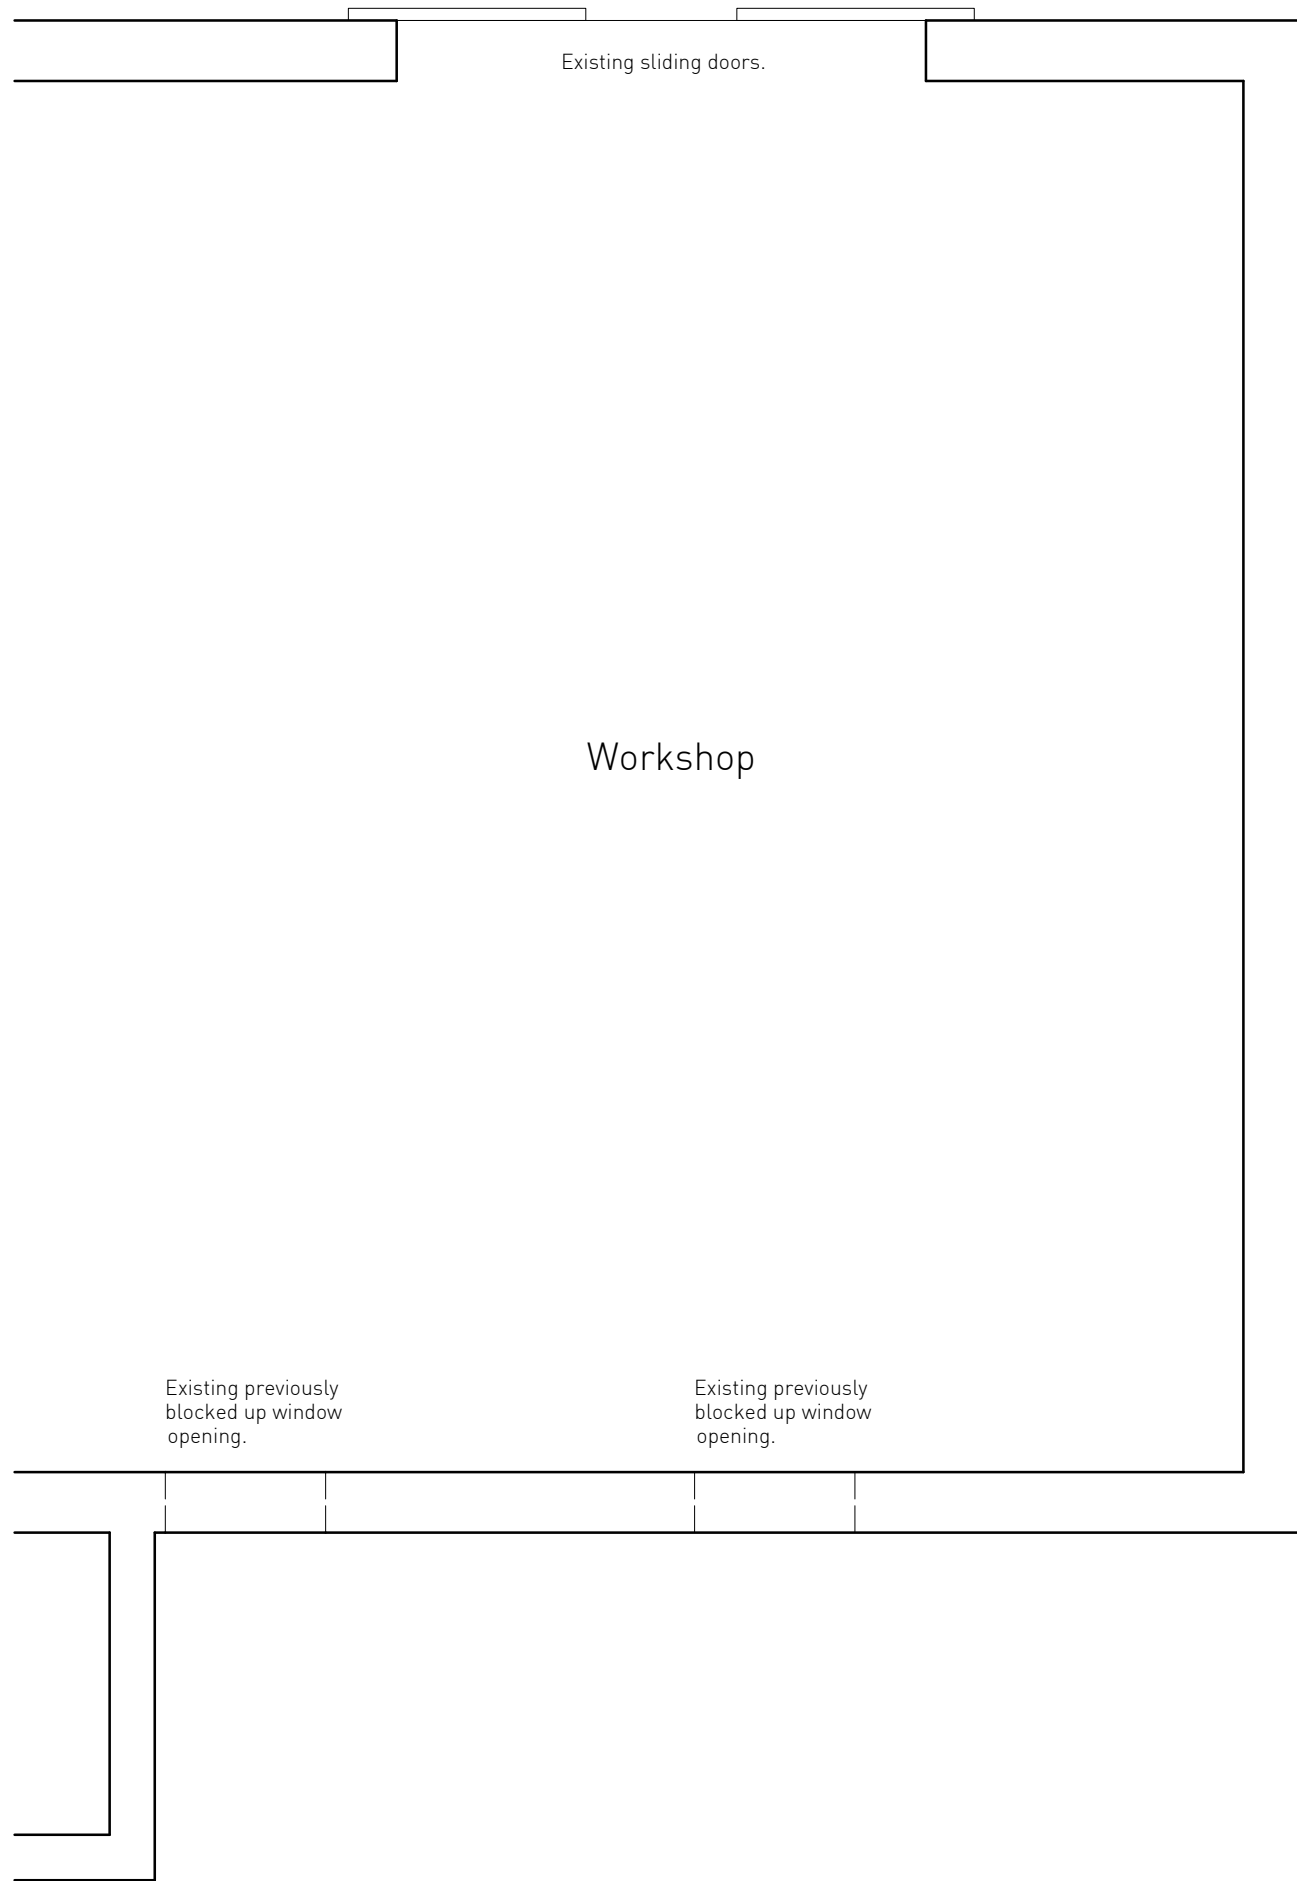 Existing sliding doors.
Workshop
Existing previously
blocked up window
opening.
Existing previously
blocked up window
opening.